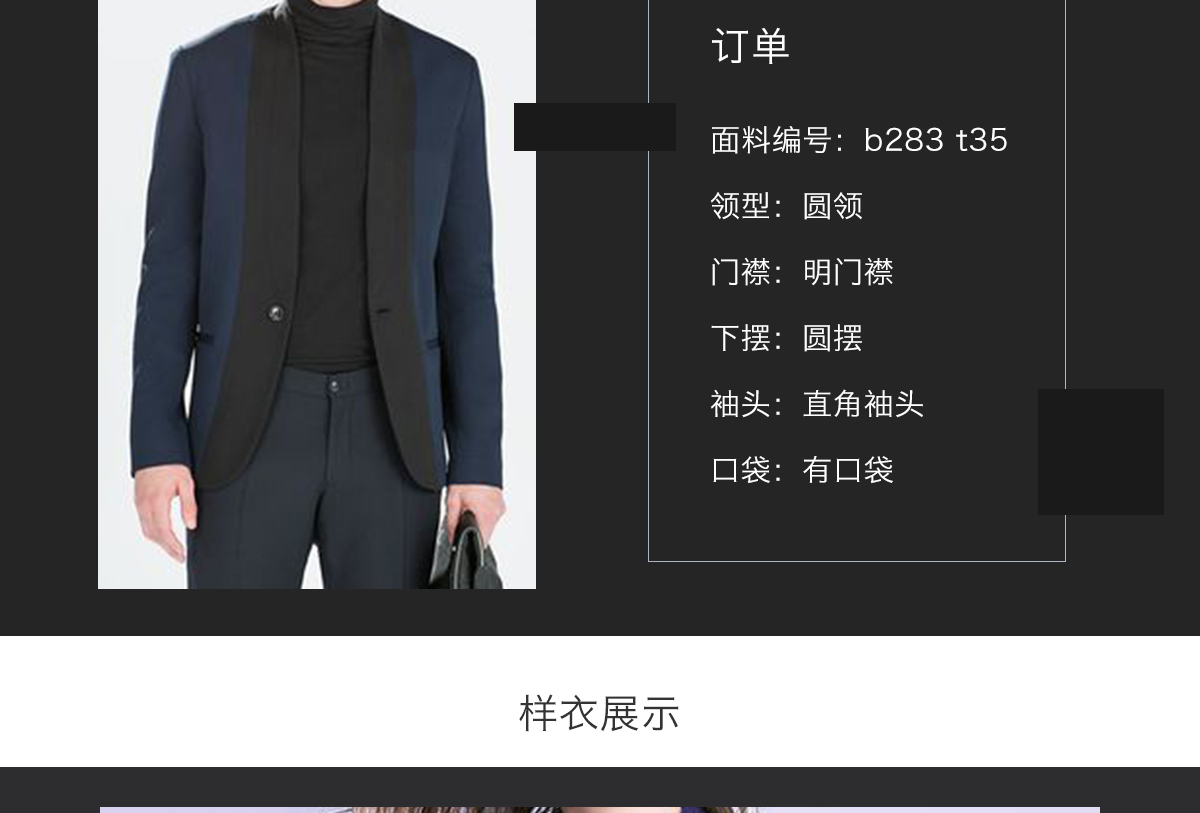 订单
面料编号：b283 t35
领型：圆领
门襟：明门襟
下摆：圆摆
袖头：直角袖头
口袋：有口袋
样衣展示